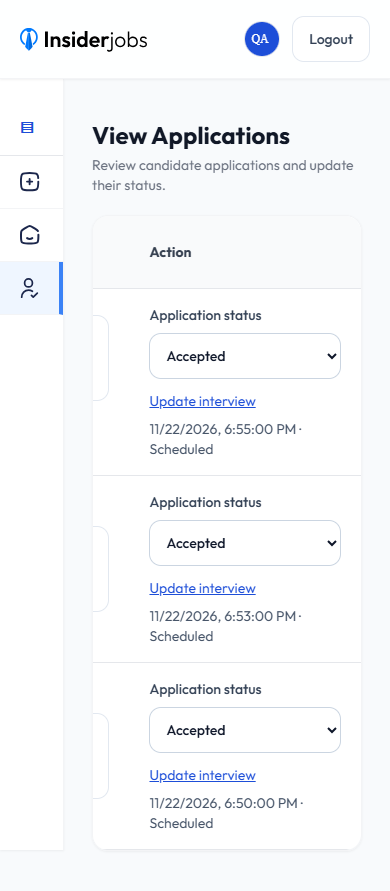 Insiderjobs
QA
Logout
View Applications
Review candidate applications and update
their status.
Action
Application status
Accepted
Update interview
11/22/2026, 6:55:00 PM ·
Scheduled
Application status
Accepted
Update interview
11/22/2026, 6:53:00 PM ·
Scheduled
Application status
Accepted
Update interview
11/22/2026, 6:50:00 PM ·
Scheduled